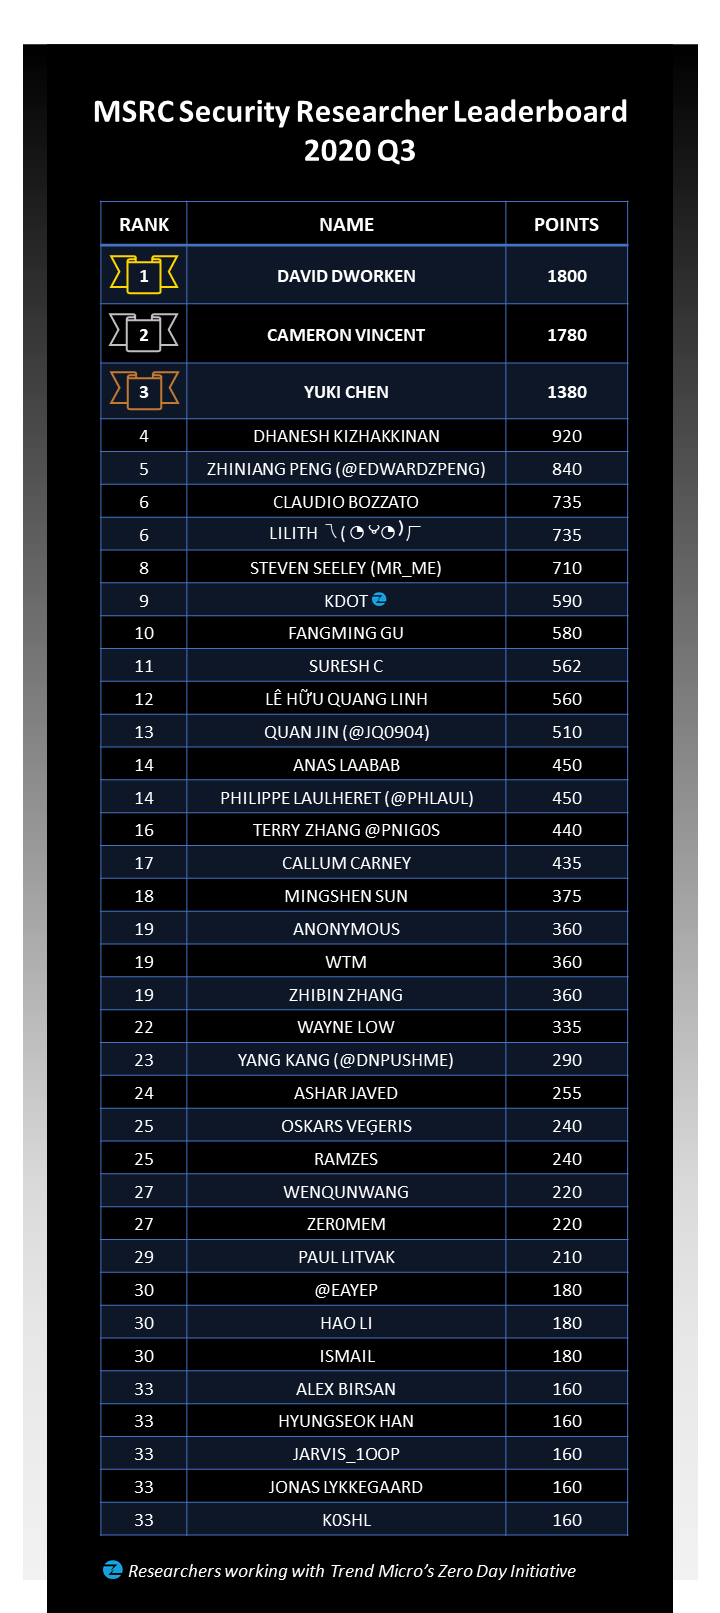 MSRC Security Researcher Leaderboard
2020 Q3
RANK NAME POINTS
1 DAVID DWORKEN 1800
2 CAMERON VINCENT 1780
3 YUKI CHEN 1380
4 DHANESH KIZHAKKINAN 920
5 ZHINIANG PENG (@EDWARDZPENG) 840
6 CLAUDIO BOZZATO 735
6 LILITH ㇏(◔ᴗ◔)⺁ 735
8 STEVEN SEELEY (MR_ME) 710
9 KDOT 590
10 FANGMING GU 580
11 SURESH C 562
12 LÊ HỮU QUANG LINH 560
13 QUAN JIN (@JQ0904) 510
14 ANAS LAABAB 450
14 PHILIPPE LAULHERET (@PHLAUL) 450
16 TERRY ZHANG @PNIG0S 440
17 CALLUM CARNEY 435
18 MINGSHEN SUN 375
19 ANONYMOUS 360
19 WTM 360
19 ZHIBIN ZHANG 360
22 WAYNE LOW 335
23 YANG KANG (@DNPUSHME) 290
24 ASHAR JAVED 255
25 OSKARS VEĢERIS 240
25 RAMZES 240
27 WENQUNWANG 220
27 ZER0MEM 220
29 PAUL LITVAK 210
30 @EAYEP 180
30 HAO LI 180
30 ISMAIL 180
33 ALEX BIRSAN 160
33 HYUNGSEOK HAN 160
33 JARVIS_1OOP 160
33 JONAS LYKKEGAARD 160
33 K0SHL 160
Researchers working with Trend Micro's Zero Day Initiative